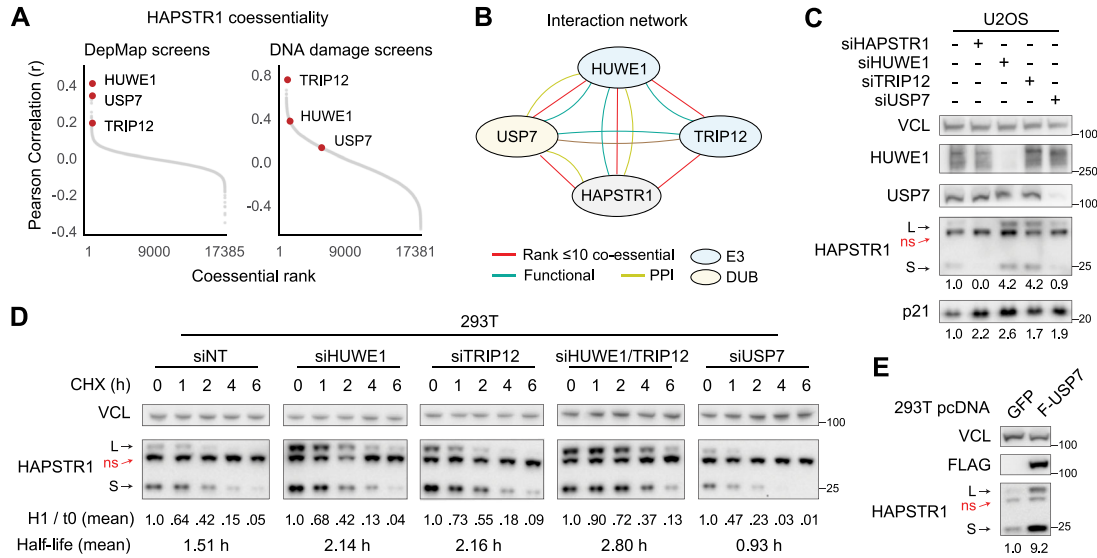 A
HAPSTR1 coessentiality
DepMap screens
DNA damage screens
Pearson Correlation (r)
0.4
0.2
0.0
-0.2
-0.4
HUWE1
USP7
TRIP12
1
9000
17385
0.8
0.4
0.0
-0.4
TRIP12
HUWE1
USP7
1
9000
17381
Coessential rank
B
Interaction network
HUWE1
USP7
TRIP12
HAPSTR1
Rank ≤10 co-essential
E3
Functional
PPI
DUB
C
U2OS
siHAPSTR1 - + - - -
siHUWE1 - - + - -
siTRIP12 - - - + -
siUSP7 - - - - +
VCL
100
HUWE1
250
USP7
100
L →
ns →
HAPSTR1
S →
25
1.0 0.0 4.2 4.2 0.9
p21
20
1.0 2.2 2.6 1.7 1.9
D
293T
siNT siHUWE1 siTRIP12 siHUWE1/TRIP12 siUSP7
CHX (h) 0 1 2 4 6 0 1 2 4 6 0 1 2 4 6 0 1 2 4 6 0 1 2 4 6
VCL
100
L →
HAPSTR1 ns →
S →
25
H1 / t0 (mean) 1.0 .64 .42 .15 .05 1.0 .68 .42 .13 .04 1.0 .73 .55 .18 .09 1.0 .90 .72 .37 .13 1.0 .47 .23 .03 .01
Half-life (mean) 1.51 h 2.14 h 2.16 h 2.80 h 0.93 h
E
293T pcDNA GFP F-USP7
VCL
100
FLAG
100
L →
ns →
HAPSTR1
S →
25
1.0 9.2